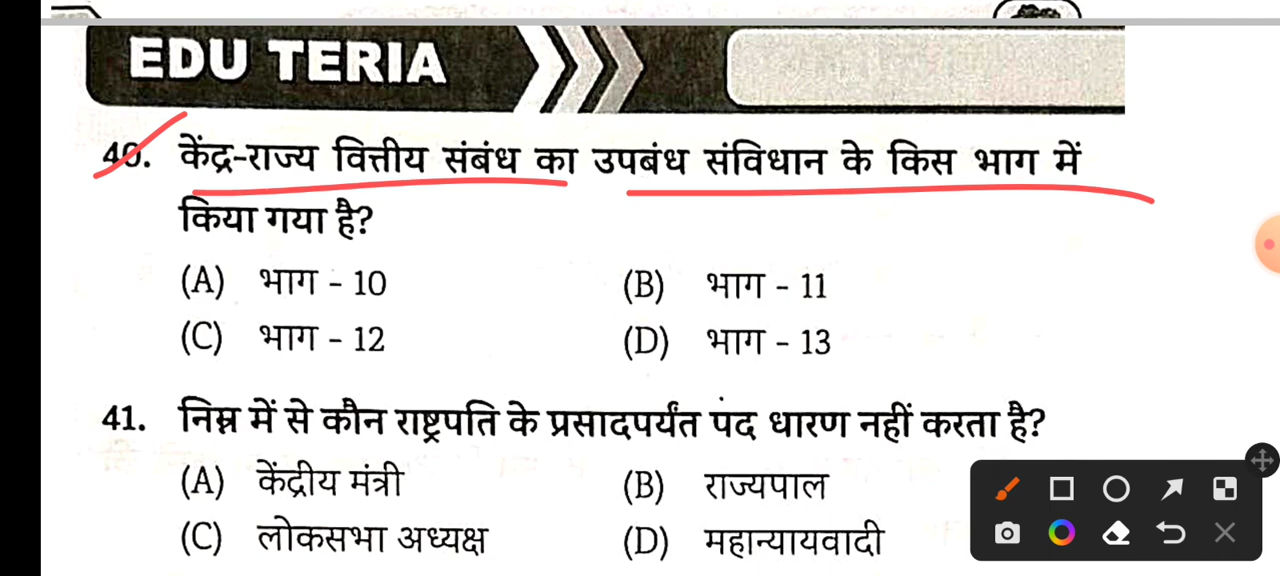 EDU TERIA
40. केंद्र-राज्य वित्तीय संबंध का उपबंध संविधान के किस भाग में
किया गया है?
(A) भाग - 10 (B) भाग - 11
(C) भाग - 12 (D) भाग - 13
41. निम्न में से कौन राष्ट्रपति के प्रसादपर्यंत पद धारण नहीं करता है?
(A) केंद्रीय मंत्री (B) राज्यपाल
(C) लोकसभा अध्यक्ष (D) महान्यायवादी